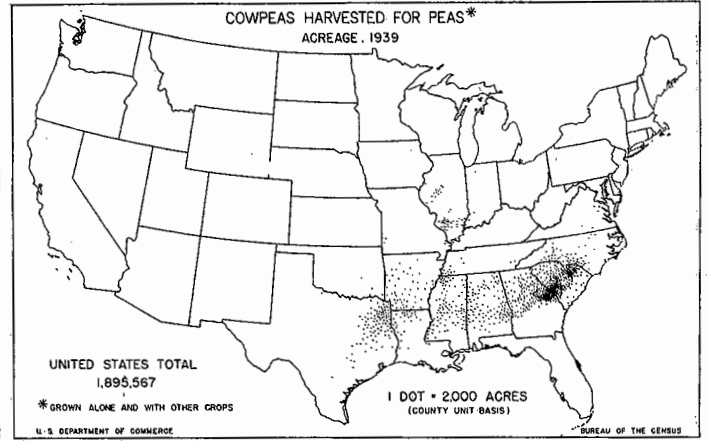 COWPEAS HARVESTED FOR PEAS*
ACREAGE, 1939
UNITED STATES TOTAL
1,895,567
* GROWN ALONE AND WITH OTHER CROPS
1 DOT = 2,000 ACRES
(COUNTY UNIT BASIS)
U.S. DEPARTMENT OF COMMERCE
BUREAU OF THE CENSUS